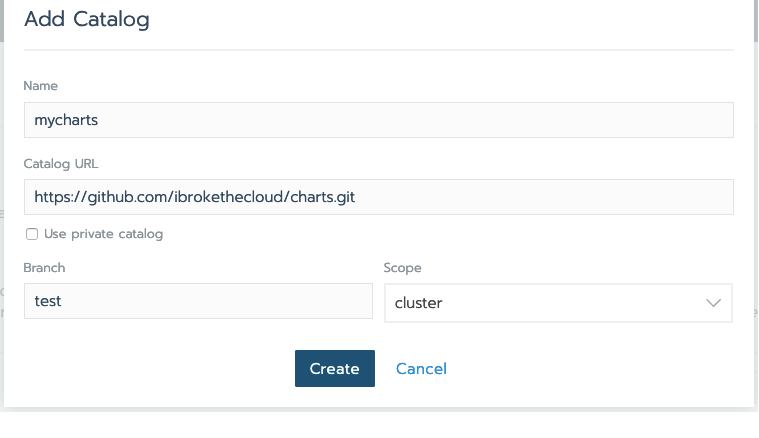 Add Catalog
Name
mycharts
Catalog URL
https://github.com/ibrokethecloud/charts.git
Use private catalog
Branch
Scope
test
cluster
Create
Cancel